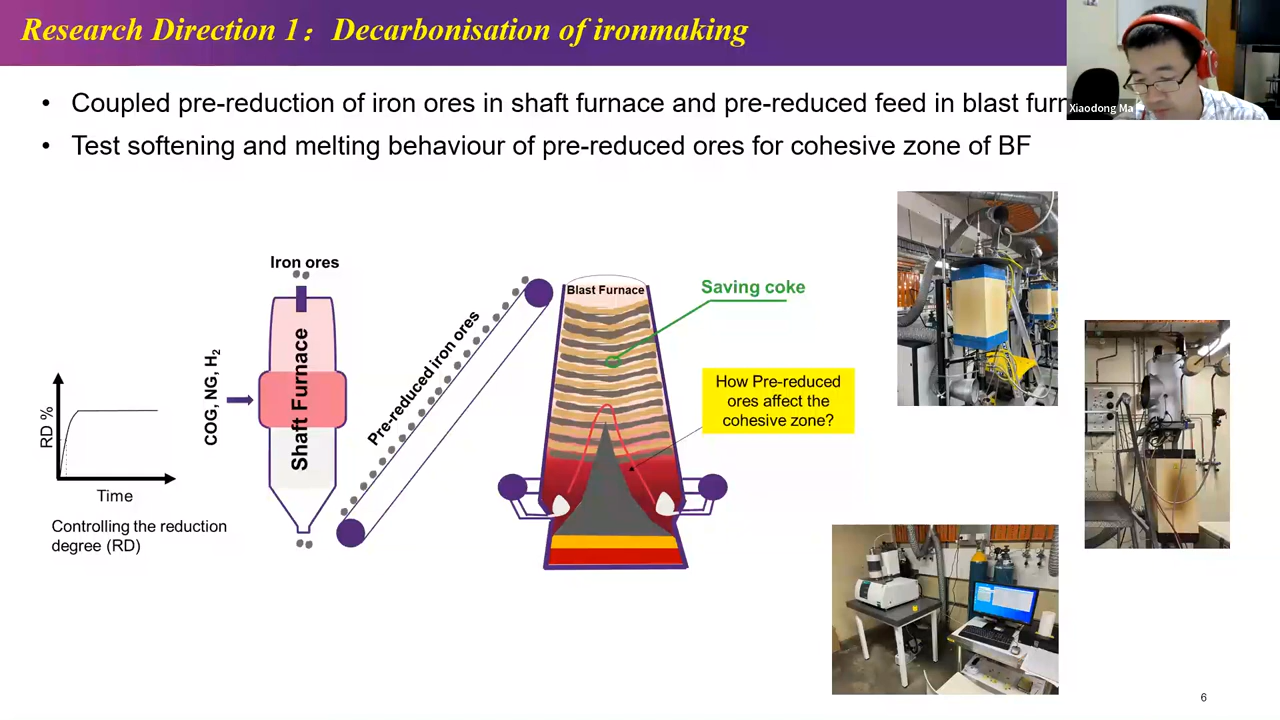 Research Direction 1：Decarbonisation of ironmaking
Xiaodong Ma
• Coupled pre-reduction of iron ores in shaft furnace and pre-reduced feed in blast furn
• Test softening and melting behaviour of pre-reduced ores for cohesive zone of BF
Iron ores
Shaft Furnace
COG, NG, H₂
RD %
Time
Controlling the reduction
degree (RD)
Pre-reduced iron ores
Blast Furnace
Saving coke
How Pre-reduced
ores affect the
cohesive zone?
6